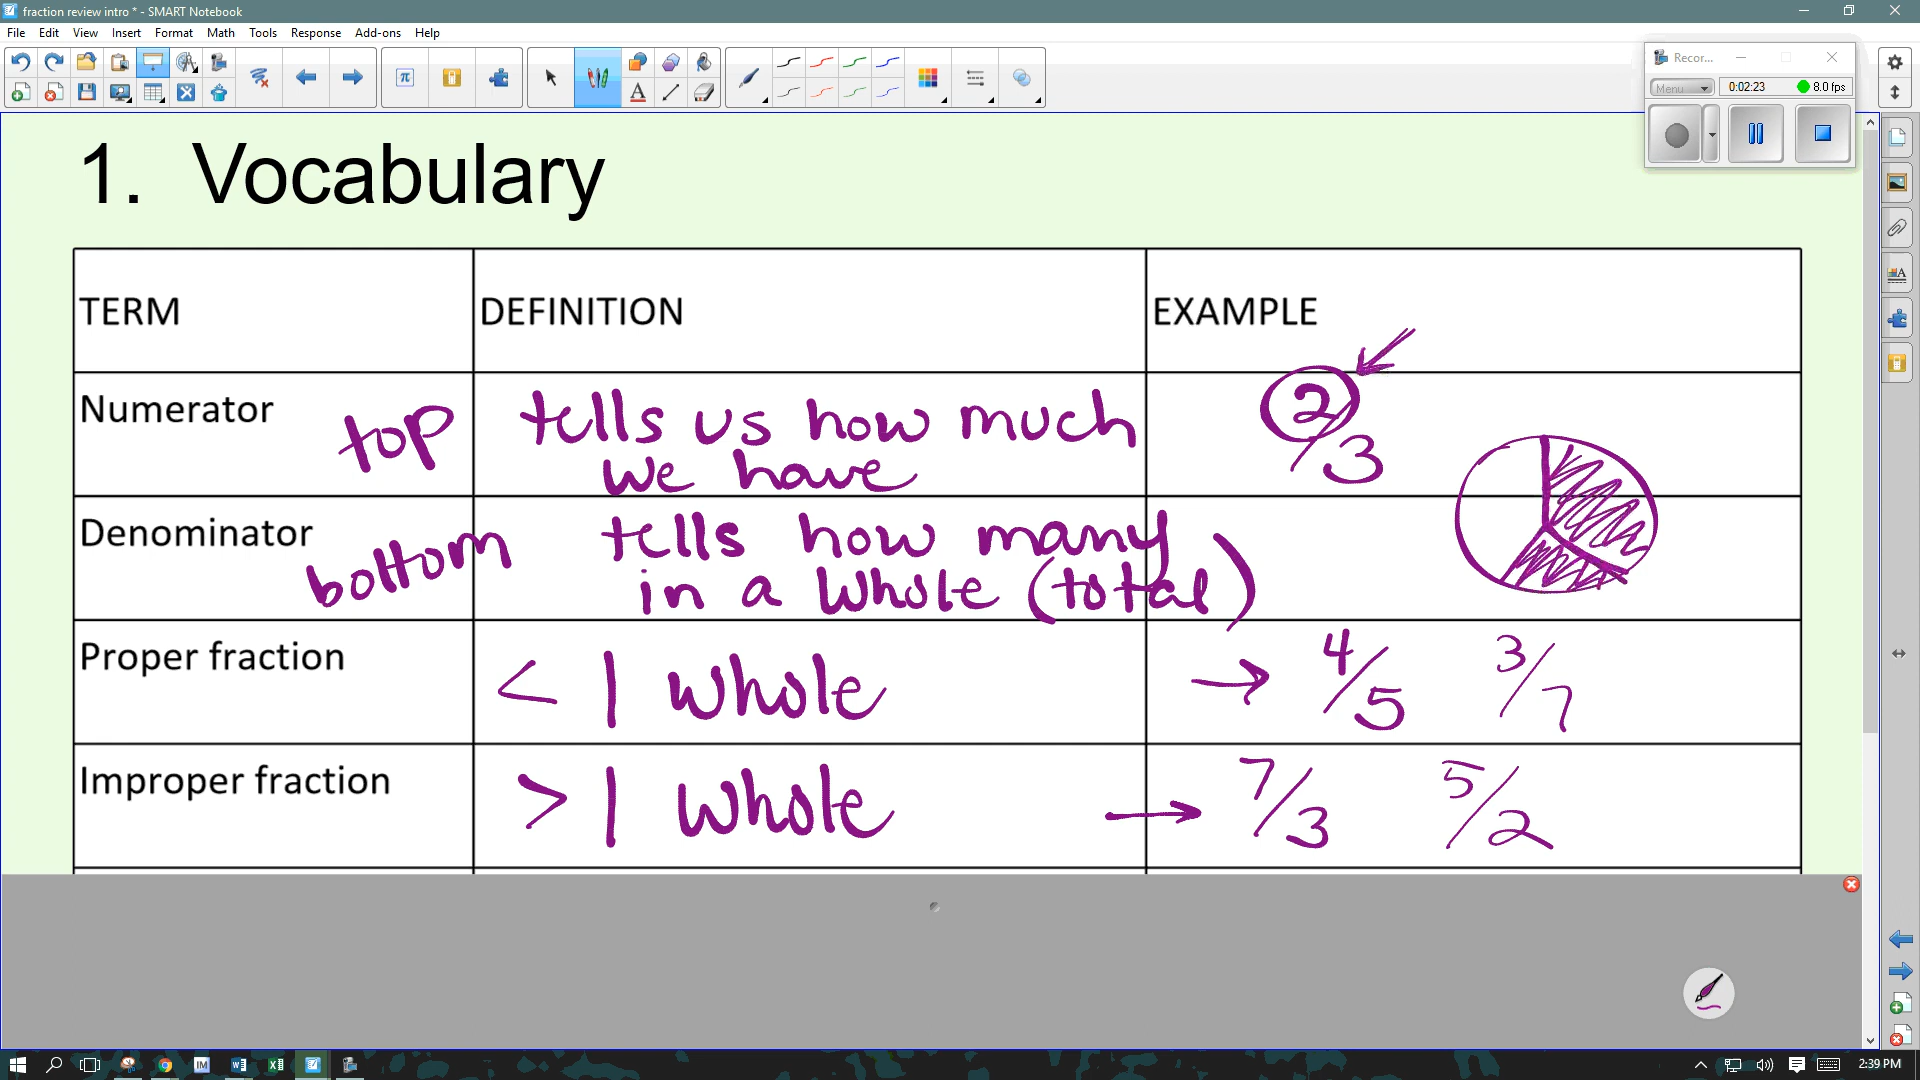 fraction review intro * - SMART Notebook
File Edit View Insert Format Math Tools Response Add-ons Help
Recor...
Menu 0:02:23 8.0 fps
1. Vocabulary
TERM DEFINITION EXAMPLE
Numerator top tells us how much
we have
2/3
Denominator bottom tells how many
in a whole (total)
Proper fraction < 1 whole → 4/5 3/7
Improper fraction > 1 whole → 7/3 5/2
2:39 PM